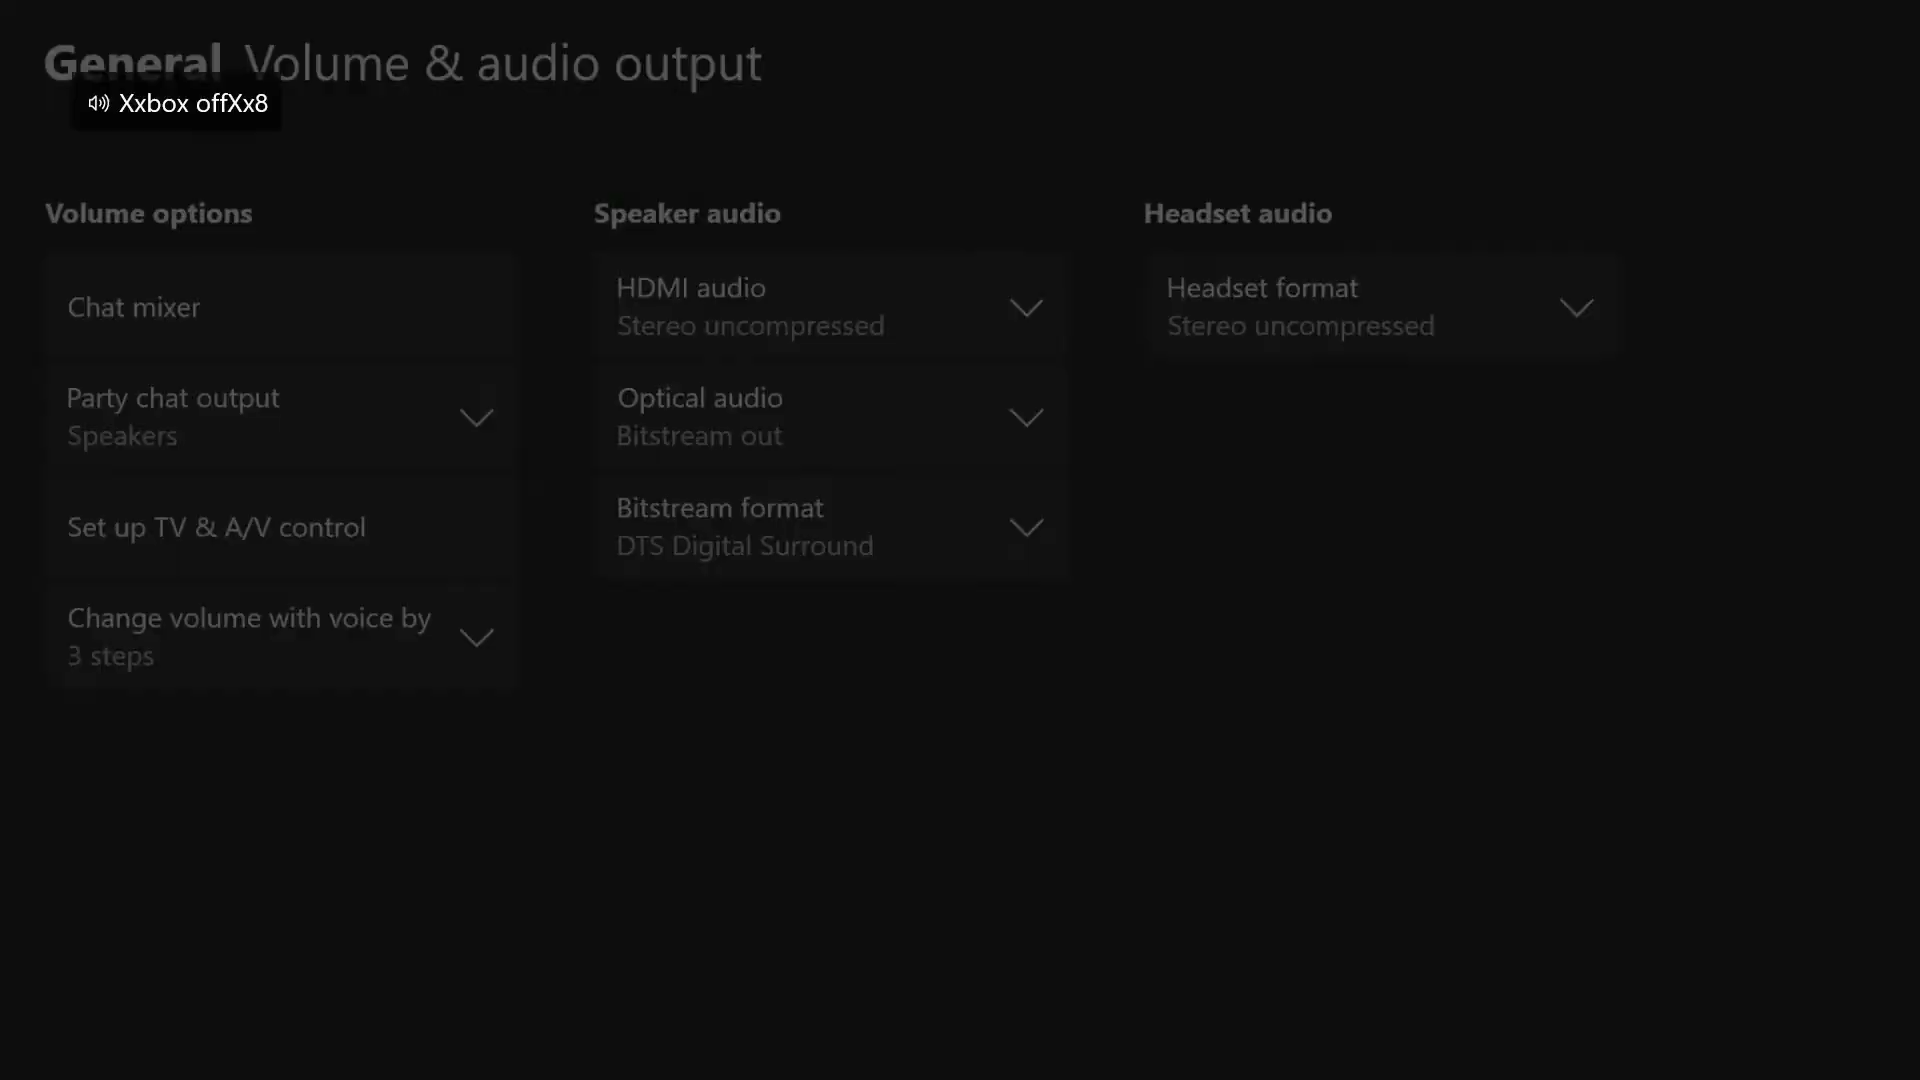 General Volume & audio output
Xxbox offXx8
Volume options
Chat mixer
Party chat output
Speakers
Set up TV & A/V control
Change volume with voice by
3 steps
Speaker audio
HDMI audio
Stereo uncompressed
Optical audio
Bitstream out
Bitstream format
DTS Digital Surround
Headset audio
Headset format
Stereo uncompressed